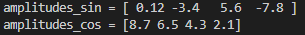 amplitudes_sin = [ 0.12 -3.4   5.6  -7.8 ]
amplitudes_cos = [8.7 6.5 4.3 2.1]